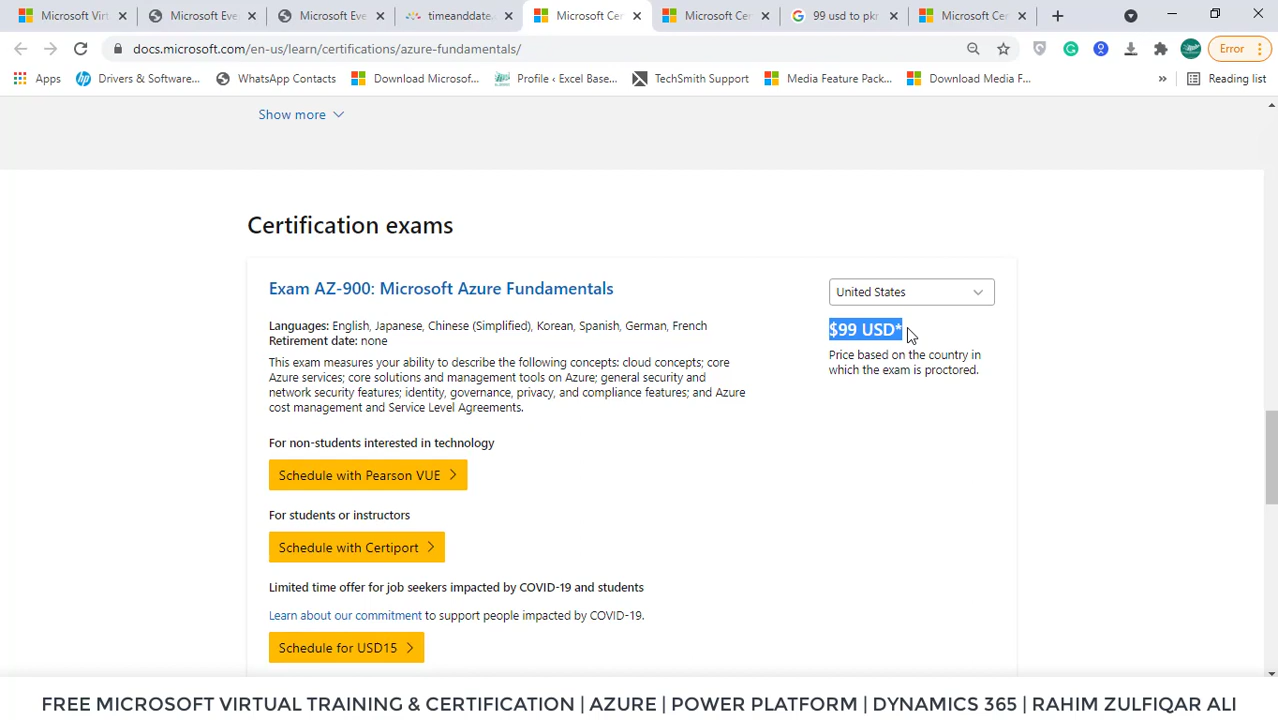 Microsoft Virt
Microsoft Eve
Microsoft Eve
timeanddate.
Microsoft Cer
Microsoft Cer
99 usd to pkr
Microsoft Cer
docs.microsoft.com/en-us/learn/certifications/azure-fundamentals/
Error
Apps
Drivers & Software...
WhatsApp Contacts
Download Microsof...
Profile ‹ Excel Base...
TechSmith Support
Media Feature Pack...
Download Media F...
»
Reading list
Show more
Certification exams
Exam AZ-900: Microsoft Azure Fundamentals
United States
Languages: English, Japanese, Chinese (Simplified), Korean, Spanish, German, French
$99 USD*
Retirement date: none
Price based on the country in
which the exam is proctored.
This exam measures your ability to describe the following concepts: cloud concepts; core
Azure services; core solutions and management tools on Azure; general security and
network security features; identity, governance, privacy, and compliance features; and Azure
cost management and Service Level Agreements.
For non-students interested in technology
Schedule with Pearson VUE
For students or instructors
Schedule with Certiport
Limited time offer for job seekers impacted by COVID-19 and students
Learn about our commitment to support people impacted by COVID-19.
Schedule for USD15
FREE MICROSOFT VIRTUAL TRAINING & CERTIFICATION | AZURE | POWER PLATFORM | DYNAMICS 365 | RAHIM ZULFIQAR ALI